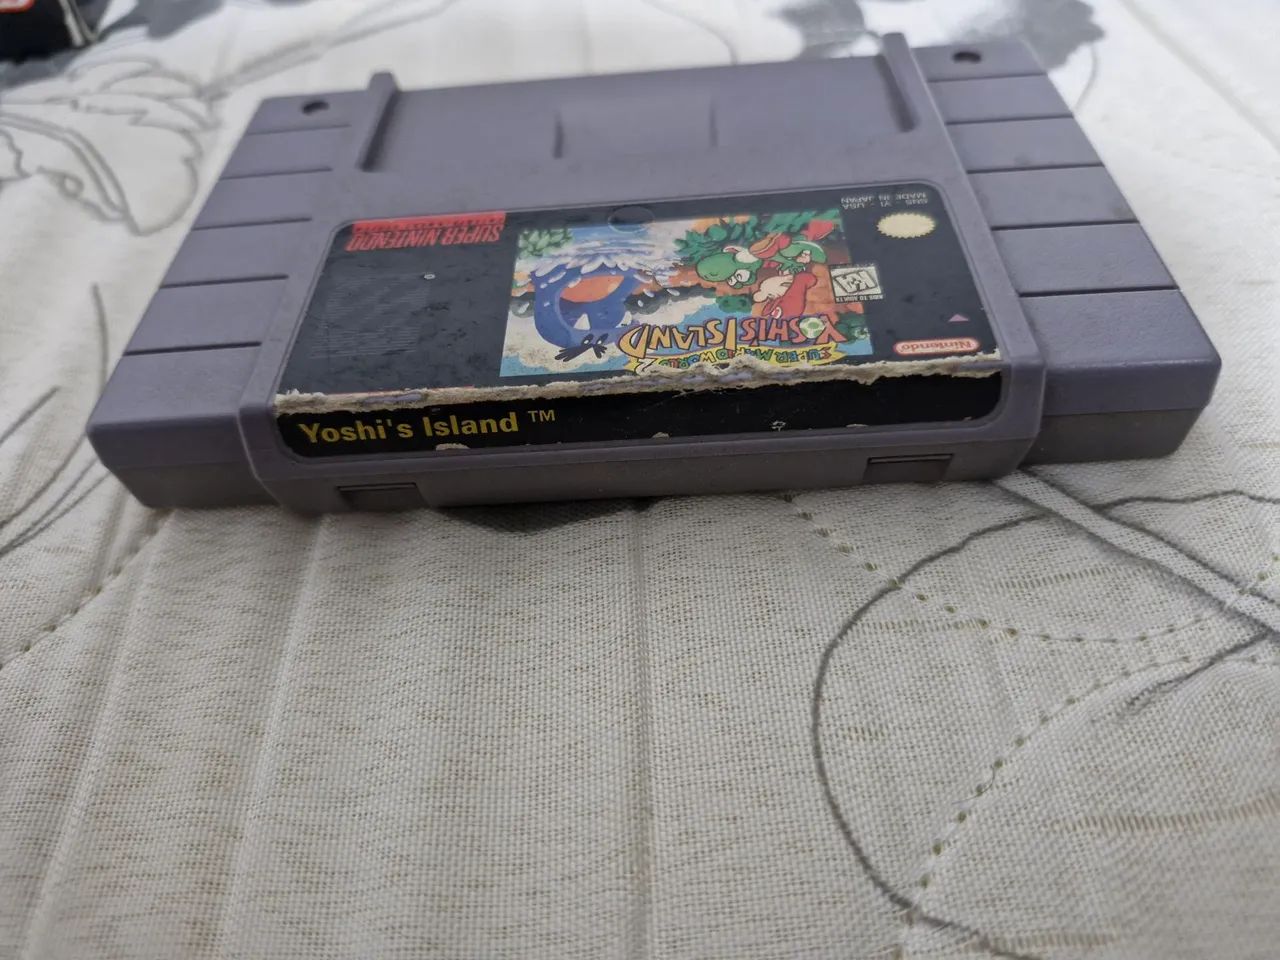 Yoshi's Island ™
SUPER NINTENDO
SNS - YI - USA
MADE IN JAPAN
K-A
KIDS TO ADULTS
SUPER MARIO WORLD 2
YOSHI'S ISLAND
Nintendo